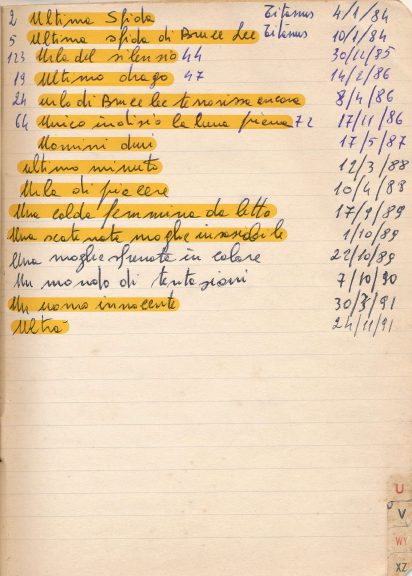 2 Ultima Sfida Titanus 4/1/84
5 Ultima sfida di Bruce Lee Titanus 10/1/84
123 Urla del silenzio 44 30/12/85
19 Ultimo drago 47 14/2/86
24 urlo di Bruce lee terrorizza ancora 8/4/86
64 Unico indizio la luna piena 72 17/11/86
Uomini duri 17/5/87
ultimo minuto 12/3/88
Urla di piacere 10/4/88
Una calda femmina da letto 17/9/89
Una scatenata moglie insaziabile 1/10/89
Una moglie sfrenata in calore 22/10/89
Un mondo di tentazioni 7/10/90
Un uomo innocente 30/3/91
Ultrà 24/11/91
U
V
WY
XZ